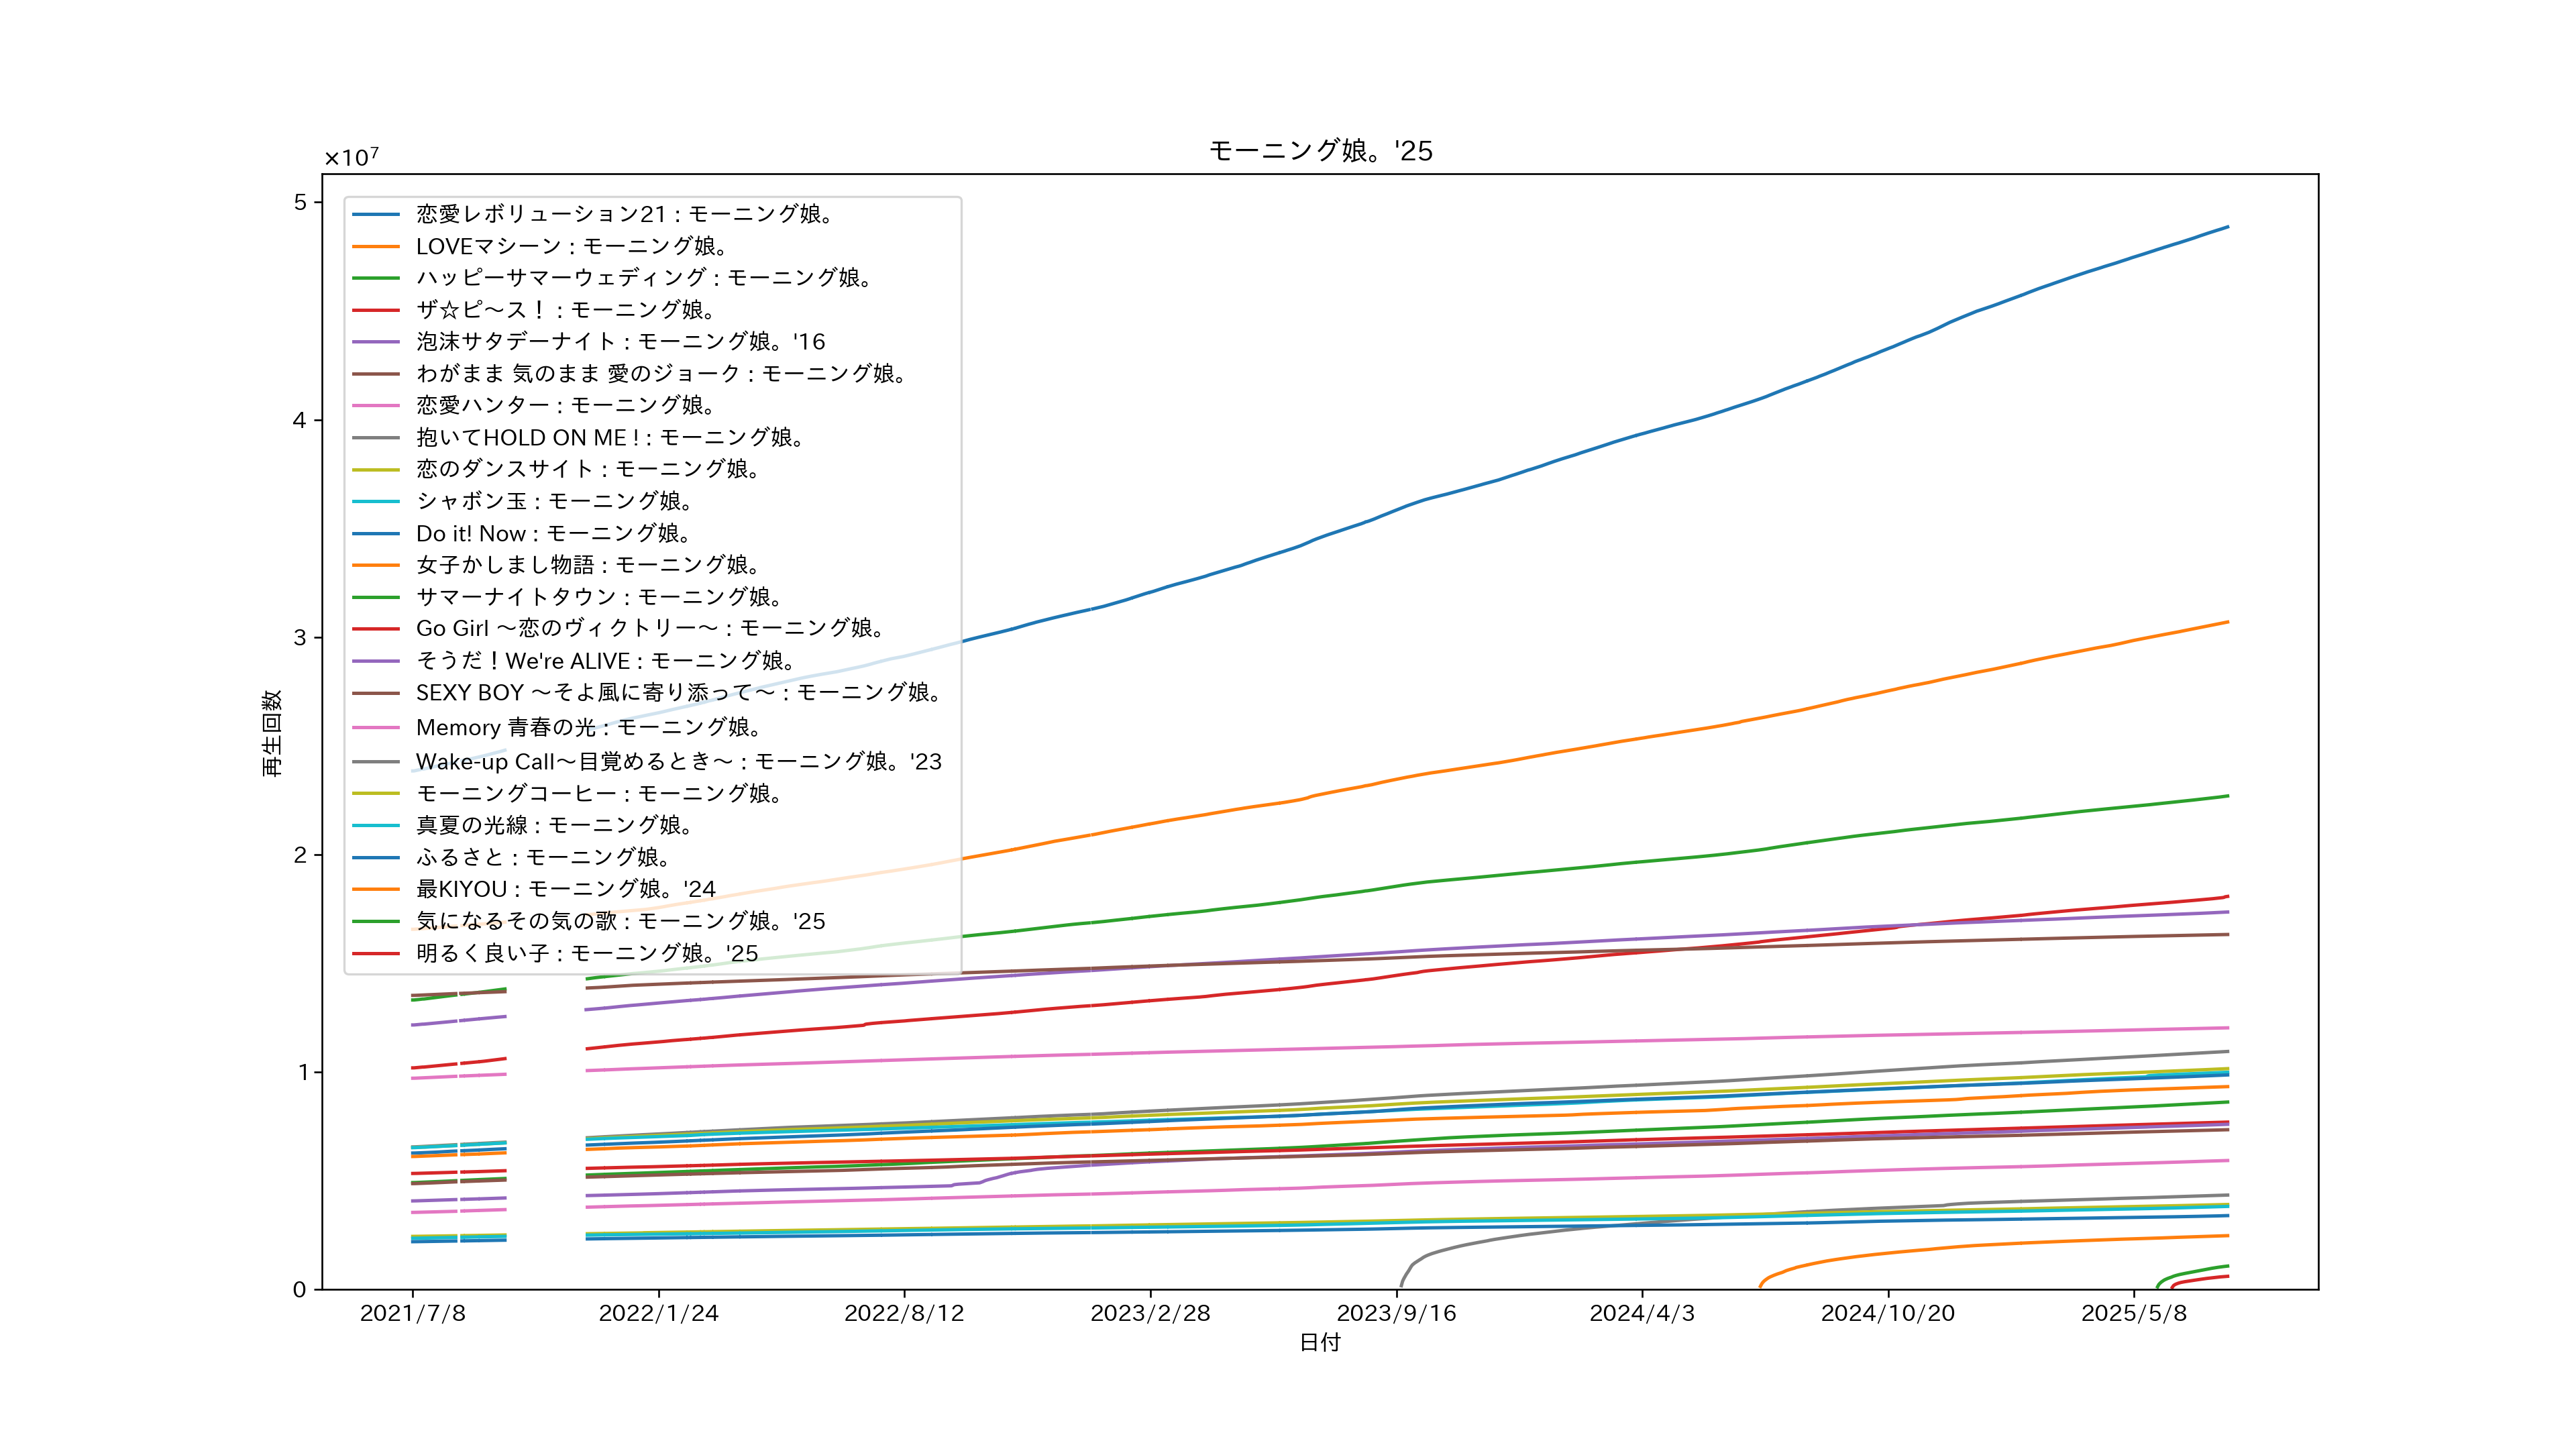 モーニング娘。'25
×10⁷
5
4
3
2
1
0
再生回数
恋愛レボリューション21 : モーニング娘。
LOVEマシーン : モーニング娘。
ハッピーサマーウェディング : モーニング娘。
ザ☆ピ〜ス！ : モーニング娘。
泡沫サタデーナイト : モーニング娘。'16
わがまま 気のまま 愛のジョーク : モーニング娘。
恋愛ハンター : モーニング娘。
抱いてHOLD ON ME ! : モーニング娘。
恋のダンスサイト : モーニング娘。
シャボン玉 : モーニング娘。
Do it! Now : モーニング娘。
女子かしまし物語 : モーニング娘。
サマーナイトタウン : モーニング娘。
Go Girl 〜恋のヴィクトリー〜 : モーニング娘。
そうだ！We're ALIVE : モーニング娘。
SEXY BOY 〜そよ風に寄り添って〜 : モーニング娘。
Memory 青春の光 : モーニング娘。
Wake-up Call〜目覚めるとき〜 : モーニング娘。'23
モーニングコーヒー : モーニング娘。
真夏の光線 : モーニング娘。
ふるさと : モーニング娘。
最KIYOU : モーニング娘。'24
気になるその気の歌 : モーニング娘。'25
明るく良い子 : モーニング娘。'25
2021/7/8 2022/1/24 2022/8/12 2023/2/28 2023/9/16 2024/4/3 2024/10/20 2025/5/8
日付